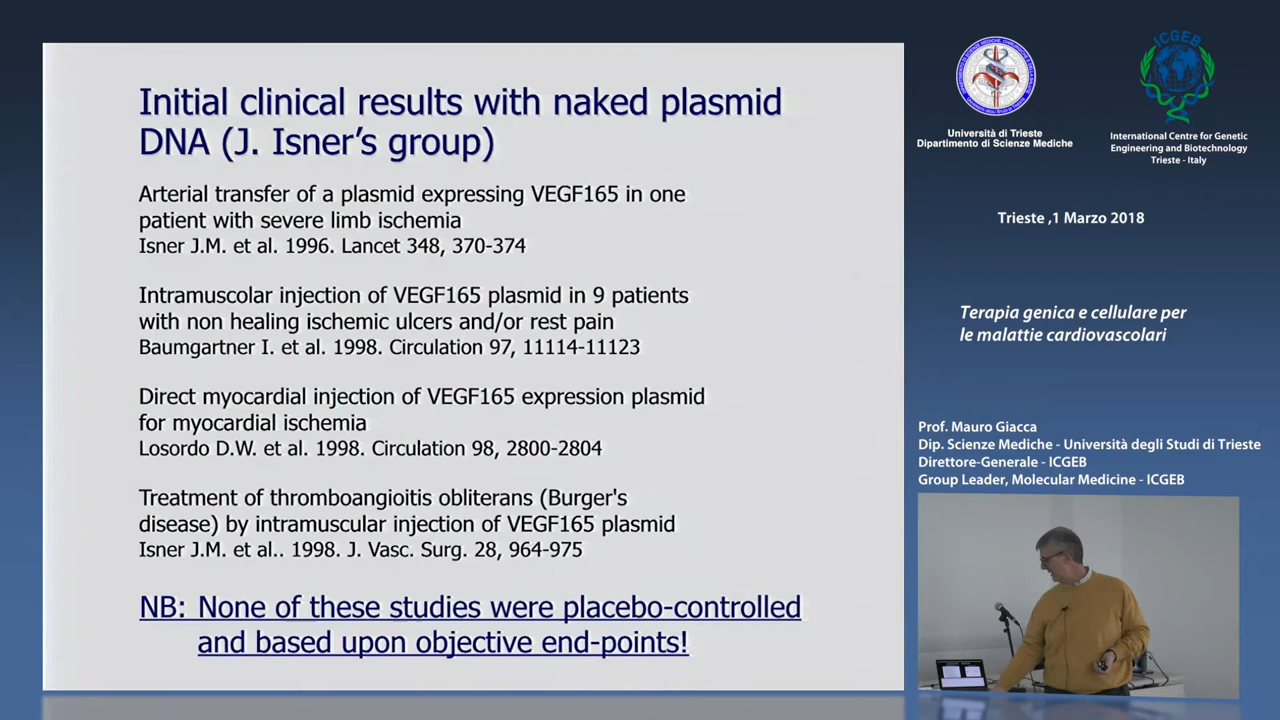 Initial clinical results with naked plasmid
DNA (J. Isner's group)
Arterial transfer of a plasmid expressing VEGF165 in one
patient with severe limb ischemia
Isner J.M. et al. 1996. Lancet 348, 370-374
Intramuscolar injection of VEGF165 plasmid in 9 patients
with non healing ischemic ulcers and/or rest pain
Baumgartner I. et al. 1998. Circulation 97, 11114-11123
Direct myocardial injection of VEGF165 expression plasmid
for myocardial ischemia
Losordo D.W. et al. 1998. Circulation 98, 2800-2804
Treatment of thromboangioitis obliterans (Burger's
disease) by intramuscular injection of VEGF165 plasmid
Isner J.M. et al.. 1998. J. Vasc. Surg. 28, 964-975
NB: None of these studies were placebo-controlled
and based upon objective end-points!
Università di Trieste
Dipartimento di Scienze Mediche
ICGEB
International Centre for Genetic
Engineering and Biotechnology
Trieste - Italy
Trieste ,1 Marzo 2018
Terapia genica e cellulare per
le malattie cardiovascolari
Prof. Mauro Giacca
Dip. Scienze Mediche - Università degli Studi di Trieste
Direttore-Generale - ICGEB
Group Leader, Molecular Medicine - ICGEB